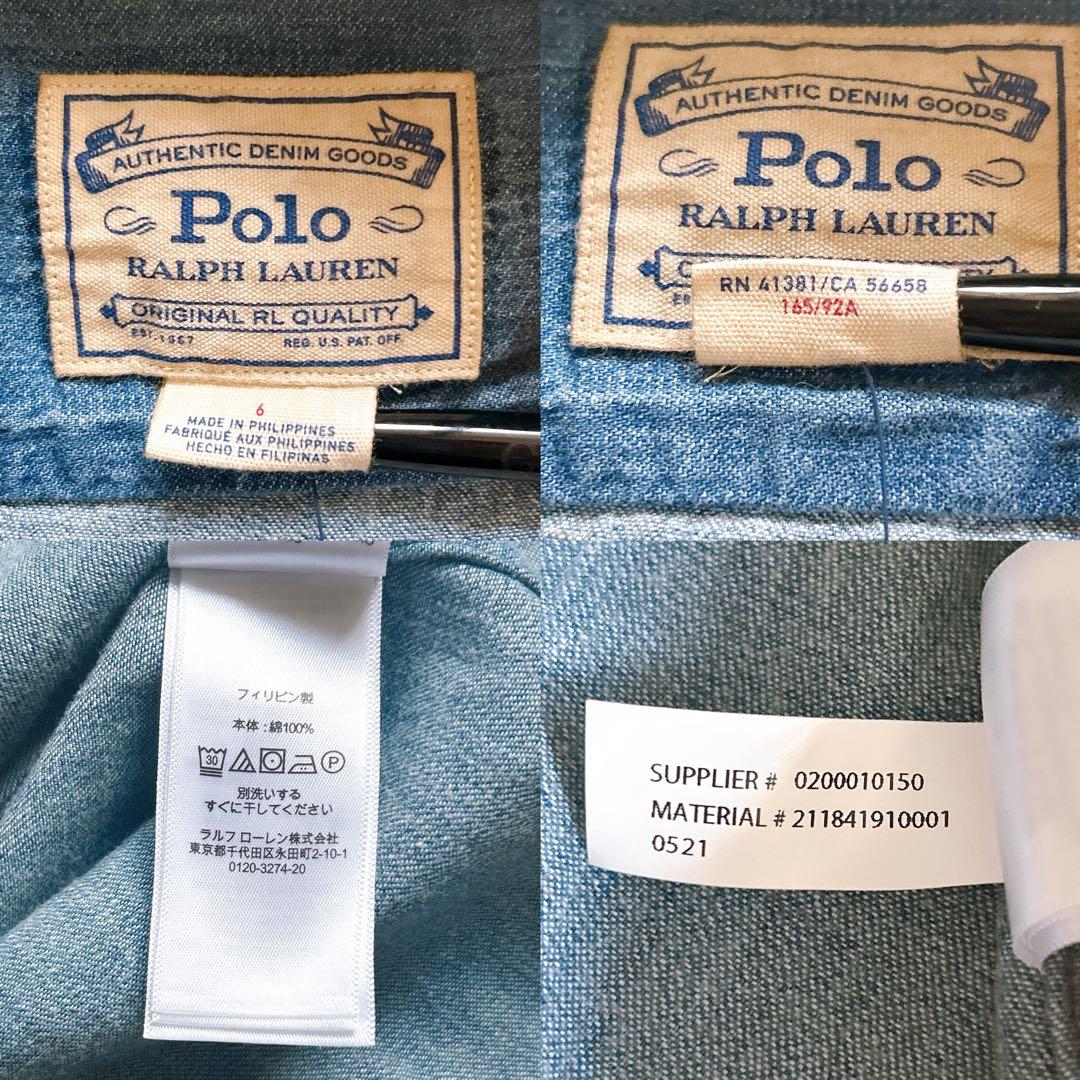 AUTHENTIC DENIM GOODS
Polo
RALPH LAUREN
ORIGINAL RL QUALITY
EST. 1967 REG. U.S. PAT. OFF
6
MADE IN PHILIPPINES
FABRIQUÉ AUX PHILIPPINES
HECHO EN FILIPINAS
AUTHENTIC DENIM GOODS
Polo
RALPH LAUREN
RN 41381/CA 56658
165/92A
フィリピン製
本体:綿100%
30
P
別洗いする
すぐに干してください
ラルフ ローレン株式会社
東京都千代田区永田町2-10-1
0120-3274-20
SUPPLIER # 0200010150
MATERIAL # 211841910001
0521